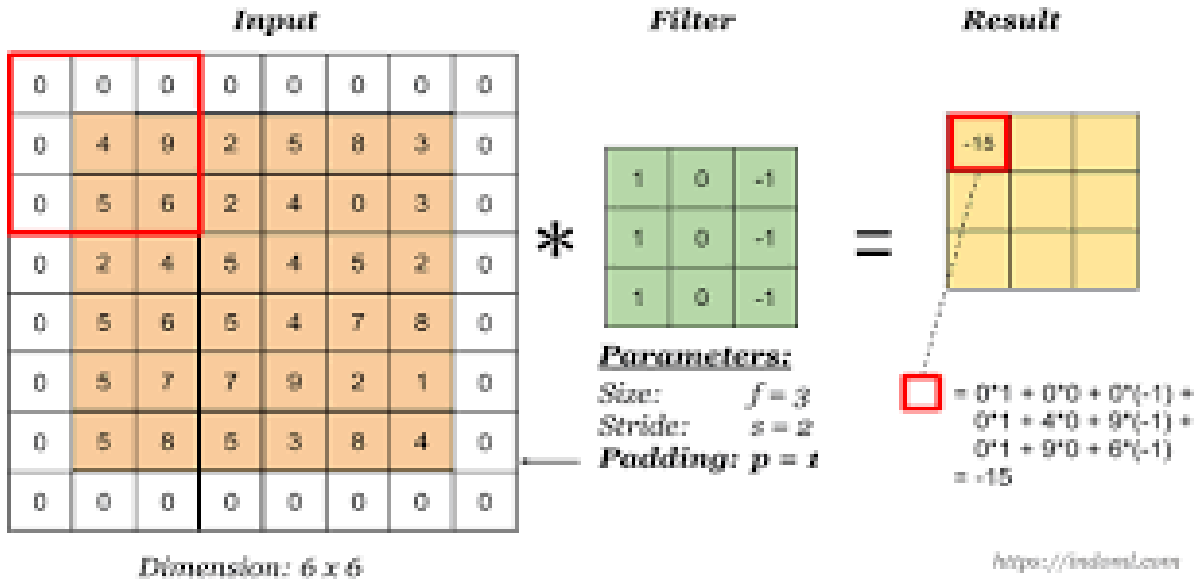 Input Filter Result
0 0 0 0 0 0 0 0
0 4 9 2 5 8 3 0
0 5 6 2 4 0 3 0
0 2 4 5 4 5 2 0
0 5 6 5 4 7 8 0
0 5 7 7 9 2 1 0
0 5 8 5 3 8 4 0
0 0 0 0 0 0 0 0
Dimension: 6 x 6
*
1 0 -1
1 0 -1
1 0 -1
Parameters:
Size: f = 3
Stride: s = 2
Padding: p = 1
=
-15
= 0*1 + 0*0 + 0*(-1) +
0*1 + 4*0 + 9*(-1) +
0*1 + 9*0 + 6*(-1)
= -15
https://indoml.com